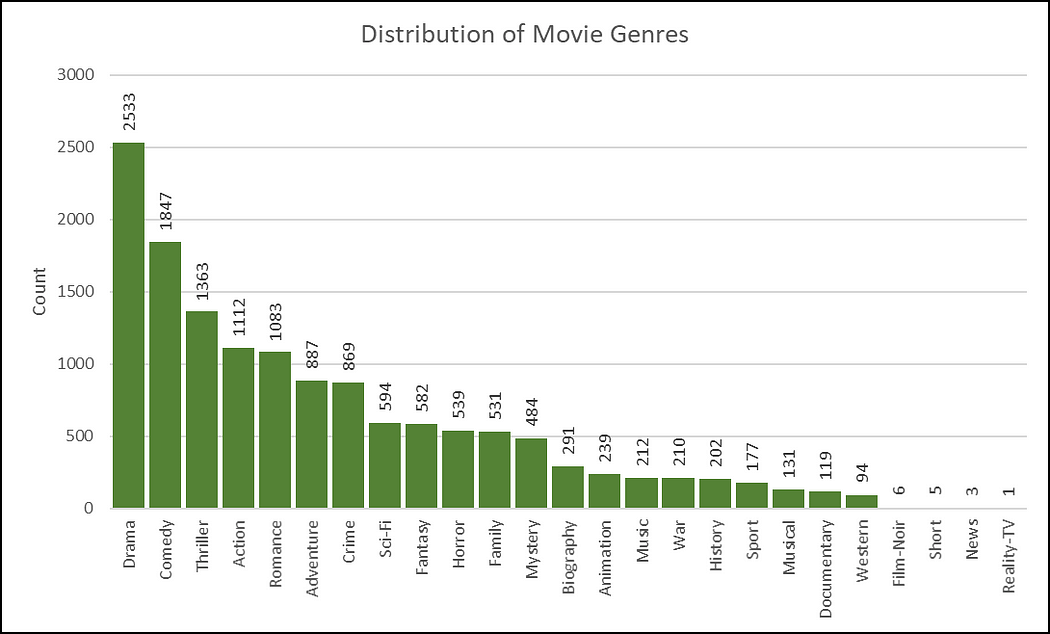 Distribution of Movie Genres
3000
2500
2000
1500
1000
500
0
Count
2533
1847
1363
1112
1083
887
869
594
582
539
531
484
291
239
212
210
202
177
131
119
94
6
5
3
1
Drama
Comedy
Thriller
Action
Romance
Adventure
Crime
Sci-Fi
Fantasy
Horror
Family
Mystery
Biography
Animation
Music
War
History
Sport
Musical
Documentary
Western
Film-Noir
Short
News
Reality-TV